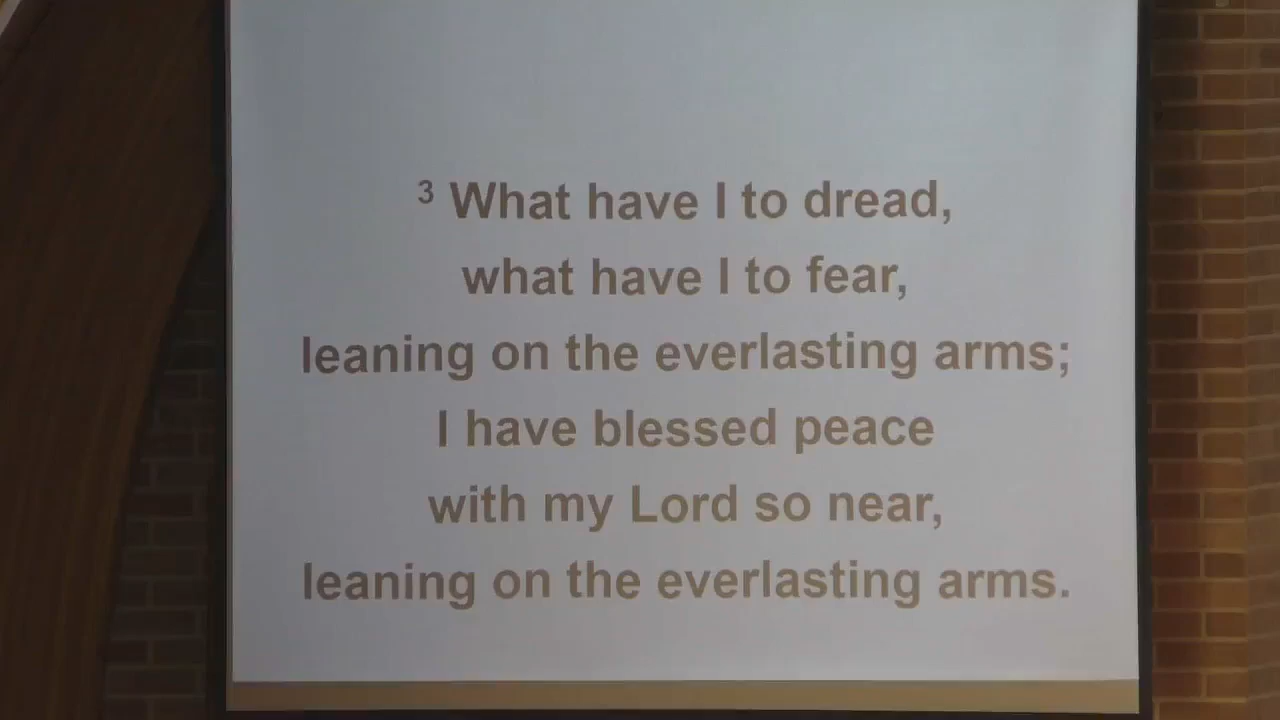 ³ What have I to dread,
what have I to fear,
leaning on the everlasting arms;
I have blessed peace
with my Lord so near,
leaning on the everlasting arms.